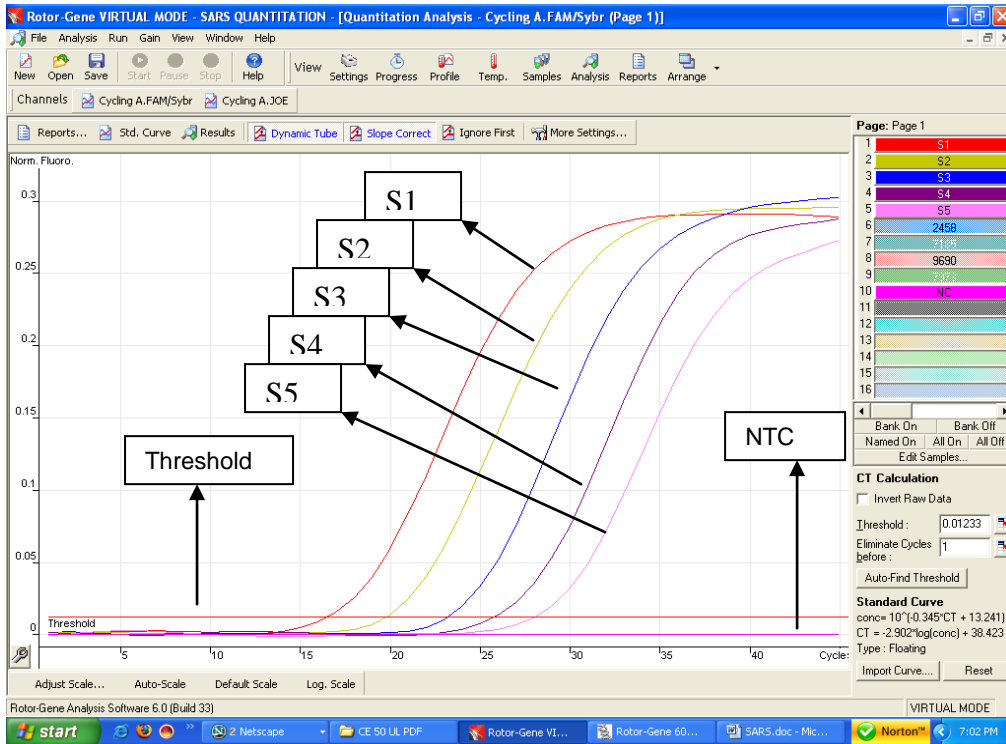 Rotor-Gene VIRTUAL MODE - SARS QUANTITATION - [Quantitation Analysis - Cycling A.FAM/Sybr (Page 1)]
File Analysis Run Gain View Window Help
New Open Save Start Pause Stop Help View Settings Progress Profile Temp. Samples Analysis Reports Arrange
Channels Cycling A.FAM/Sybr Cycling A.JOE
Reports... Std. Curve Results Dynamic Tube Slope Correct Ignore First More Settings...
Norm. Fluoro.
0.3
0.25
0.2
0.15
0.1
0.05
0
S1
S2
S3
S4
S5
Threshold
NTC
Threshold
5 10 15 20 25 30 35 40 Cycle
Adjust Scale... Auto-Scale Default Scale Log. Scale
Page: Page 1
1 S1
2 S2
3 S3
4 S4
5 S5
6 2458
7
8 9690
9
10 NC
11
12
13
14
15
16
Bank On Bank Off
Named On All On All Off
Edit Samples...
CT Calculation
Invert Raw Data
Threshold : 0.01233
Eliminate Cycles before : 1
Auto-Find Threshold
Standard Curve
conc= 10^(-0.345*CT + 13.241)
CT = -2.902*log(conc) + 38.423
Type : Floating
Import Curve.... Reset
Rotor-Gene Analysis Software 6.0 (Build 33) VIRTUAL MODE
start 2 Netscape CE 50 UL PDF Rotor-Gene VI... Rotor-Gene 60... SARS.doc - Mic... Norton™ 7:02 PM